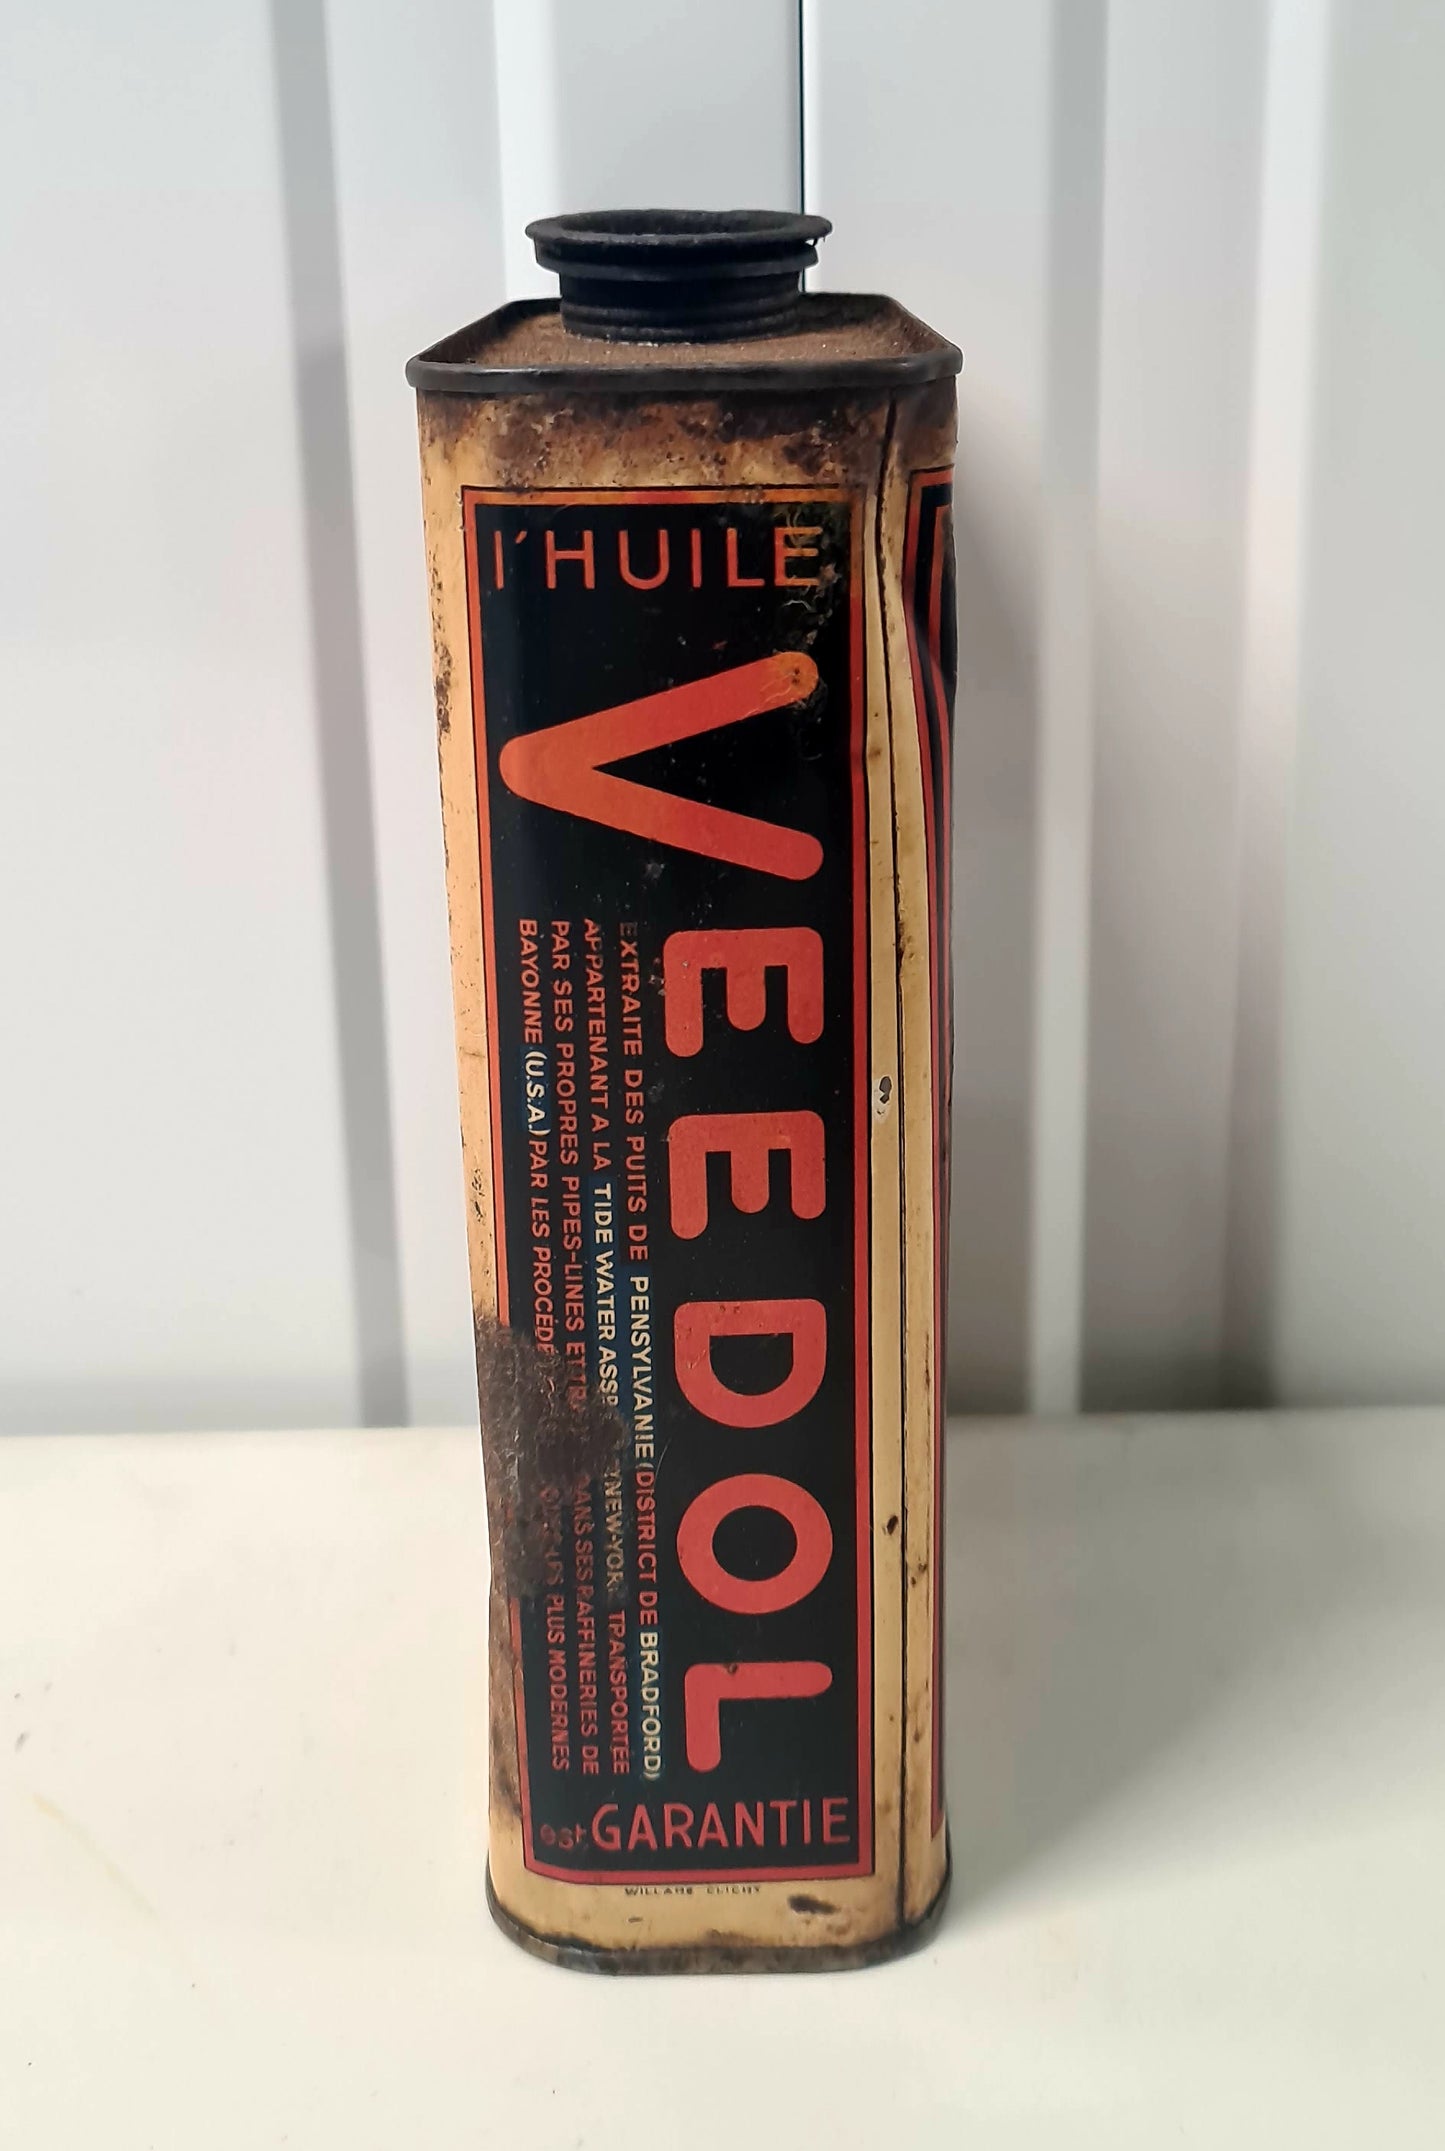 l'HUILE
VEEDOL
EXTRAITE DES PUITS DE PENSYLVANIE (DISTRICT DE BRADFORD)
APPARTENANT A LA TIDE WATER NEW-YORK TRANSPORTÉE
PAR SES PROPRES PIPES-LINES ET DANS SES RAFFINERIES DE
BAYONNE (U.S.A.) PAR LES PLUS MODERNES
est GARANTIE